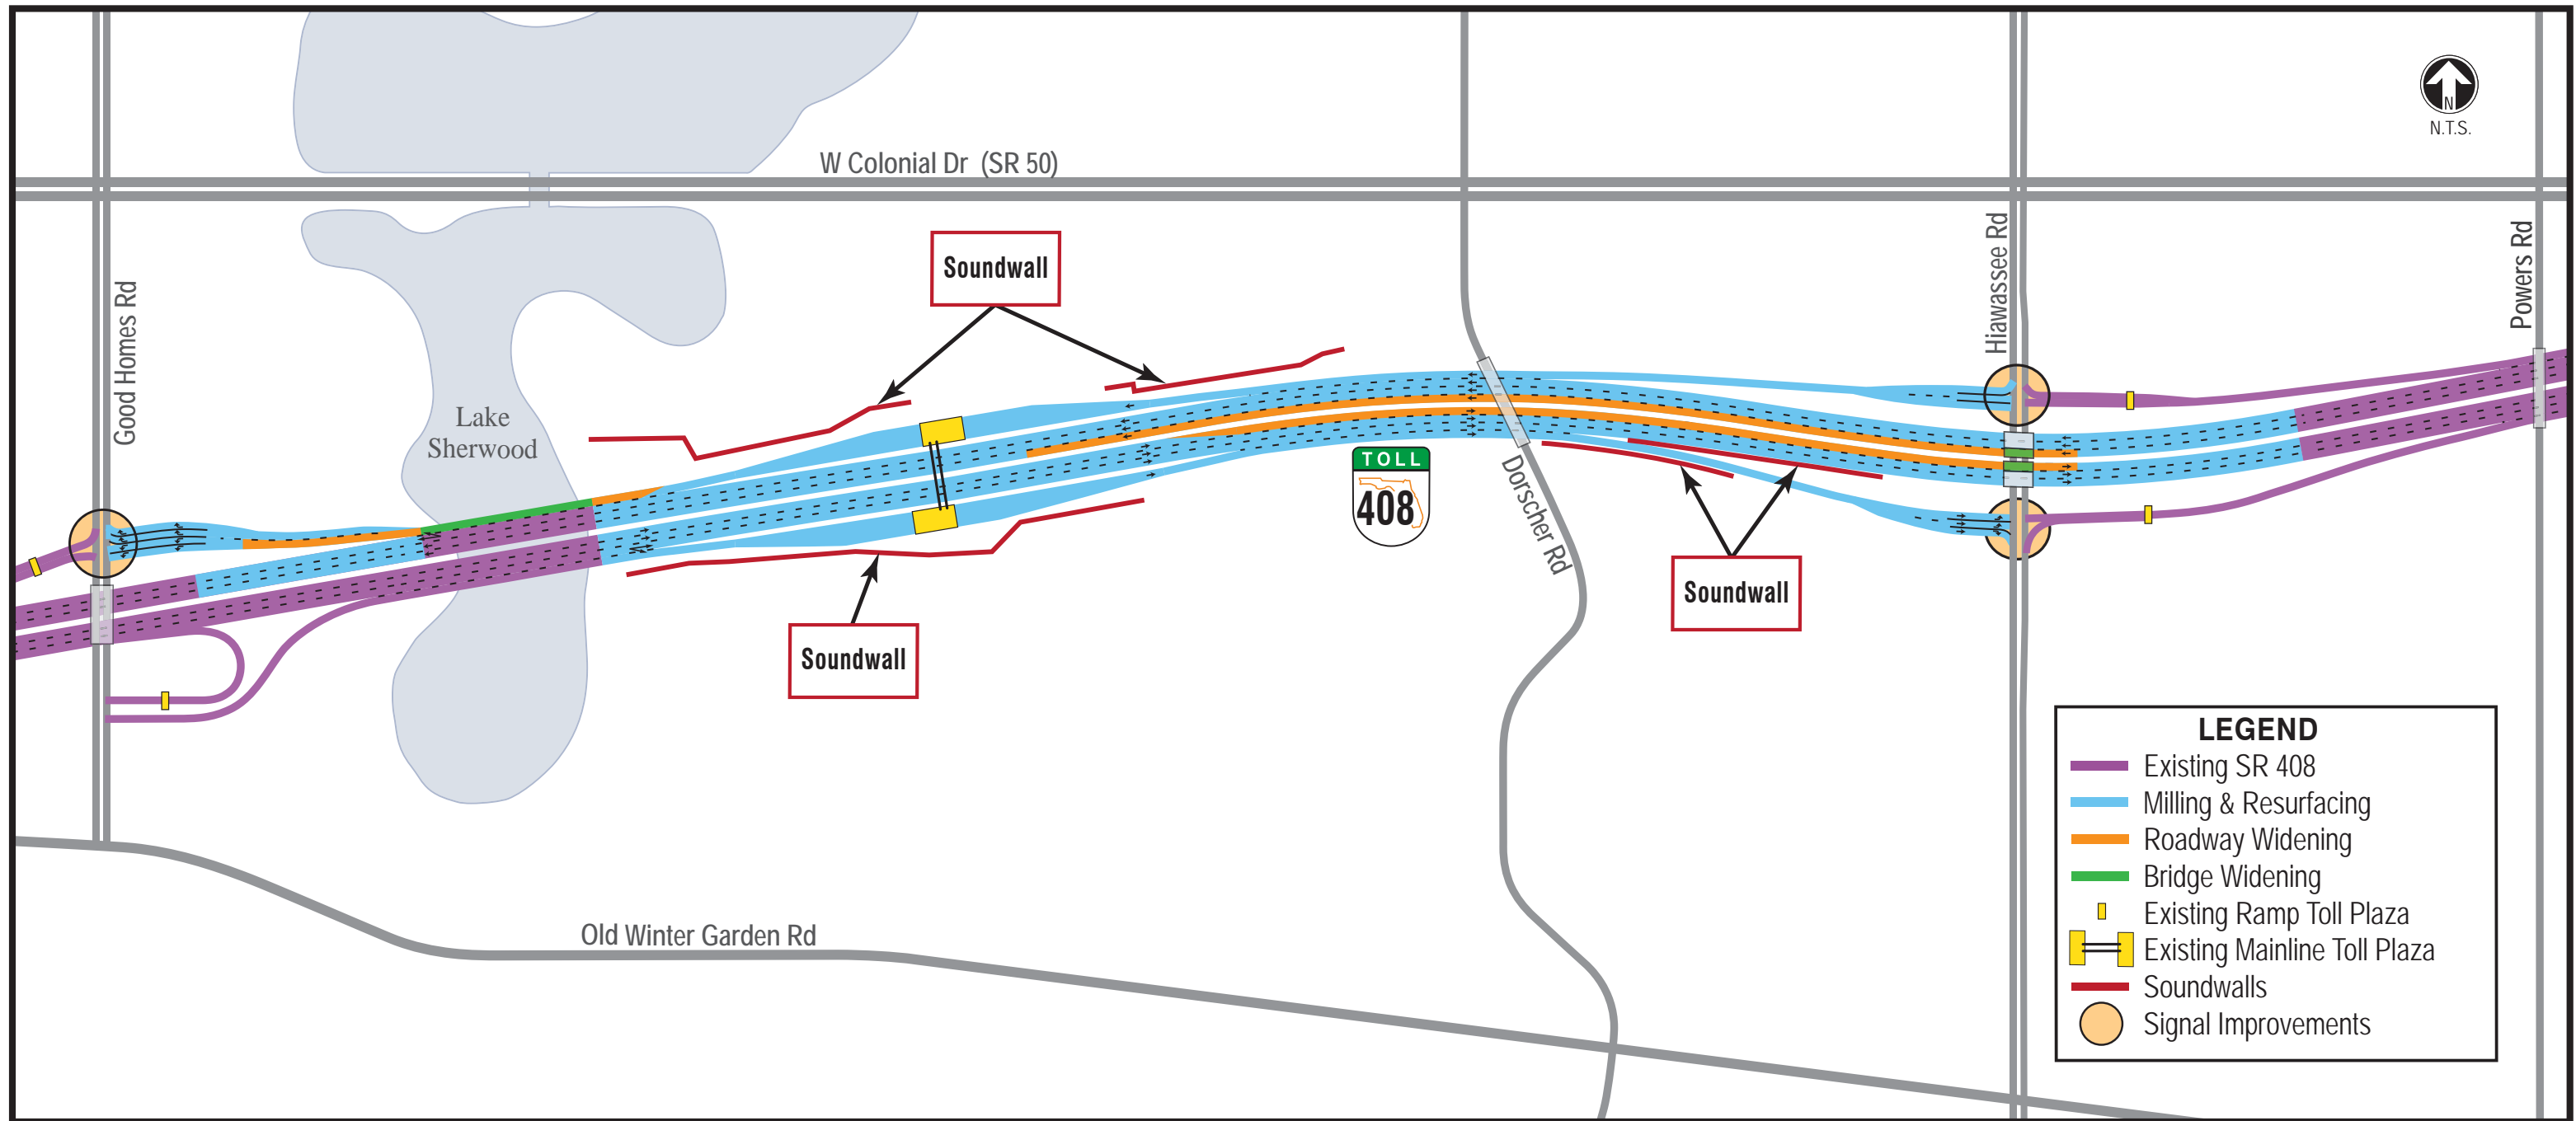 N
N.T.S.
W Colonial Dr (SR 50)
Good Homes Rd
Lake
Sherwood
Soundwall
Soundwall
TOLL
408
Dorscher Rd
Soundwall
Hiawassee Rd
Powers Rd
Old Winter Garden Rd
LEGEND
Existing SR 408
Milling & Resurfacing
Roadway Widening
Bridge Widening
Existing Ramp Toll Plaza
Existing Mainline Toll Plaza
Soundwalls
Signal Improvements